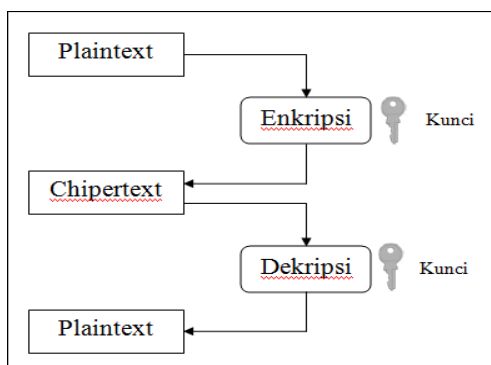 Plaintext
Enkripsi
Kunci
Chipertext
Dekripsi
Kunci
Plaintext